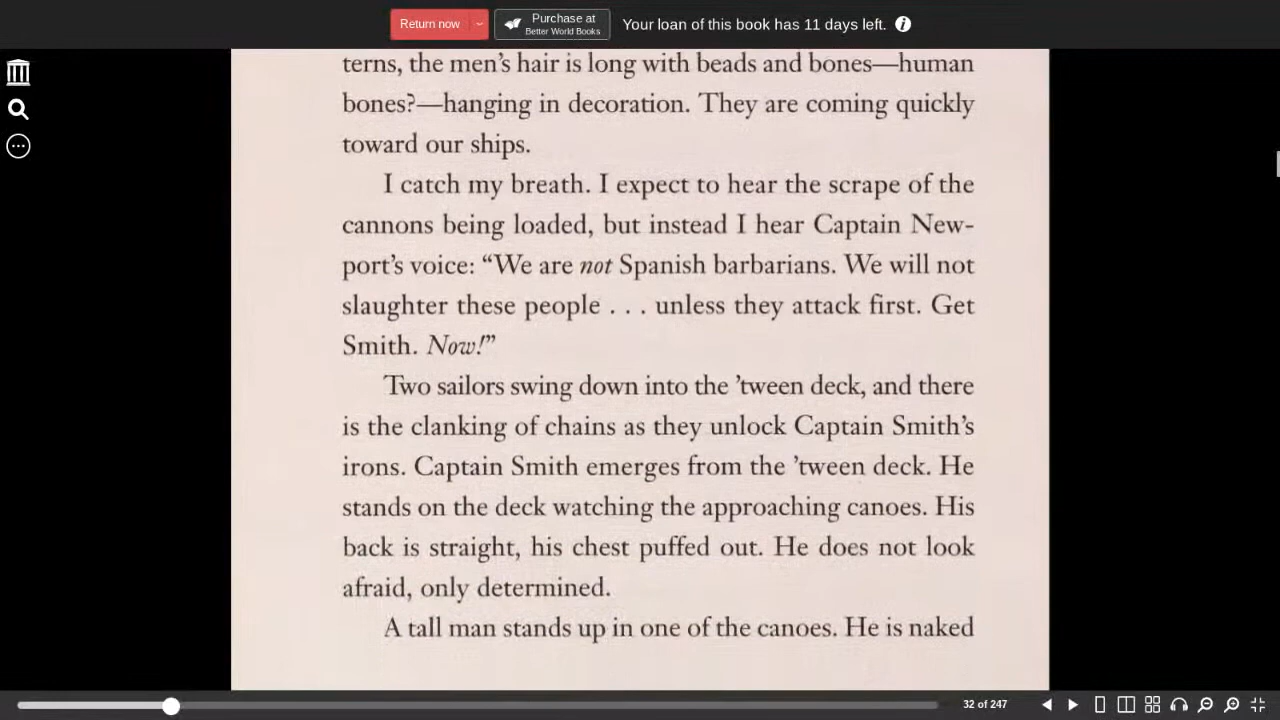 Return now
Purchase at
Better World Books
Your loan of this book has 11 days left.
terns, the men's hair is long with beads and bones—human
bones?—hanging in decoration. They are coming quickly
toward our ships.
I catch my breath. I expect to hear the scrape of the
cannons being loaded, but instead I hear Captain New-
port's voice: “We are not Spanish barbarians. We will not
slaughter these people . . . unless they attack first. Get
Smith. Now!”
Two sailors swing down into the ’tween deck, and there
is the clanking of chains as they unlock Captain Smith’s
irons. Captain Smith emerges from the ’tween deck. He
stands on the deck watching the approaching canoes. His
back is straight, his chest puffed out. He does not look
afraid, only determined.
A tall man stands up in one of the canoes. He is naked
32 of 247